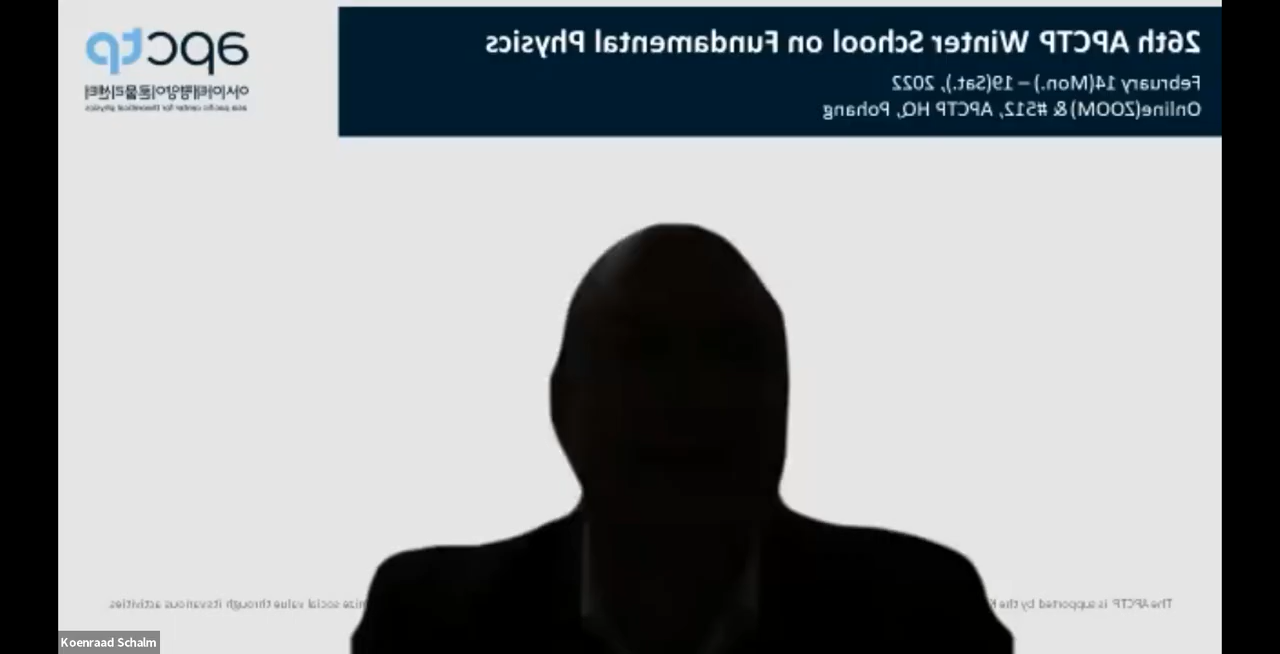 apctp
아시아태평양이론물리센터
asia pacific center for theoretical physics
26th APCTP Winter School on Fundamental Physics
February 14(Mon.) – 19(Sat.), 2022
Online(ZOOM) & #512, APCTP HQ, Pohang
The APCTP is supported by the
social value through its various activities
Koenraad Schalm